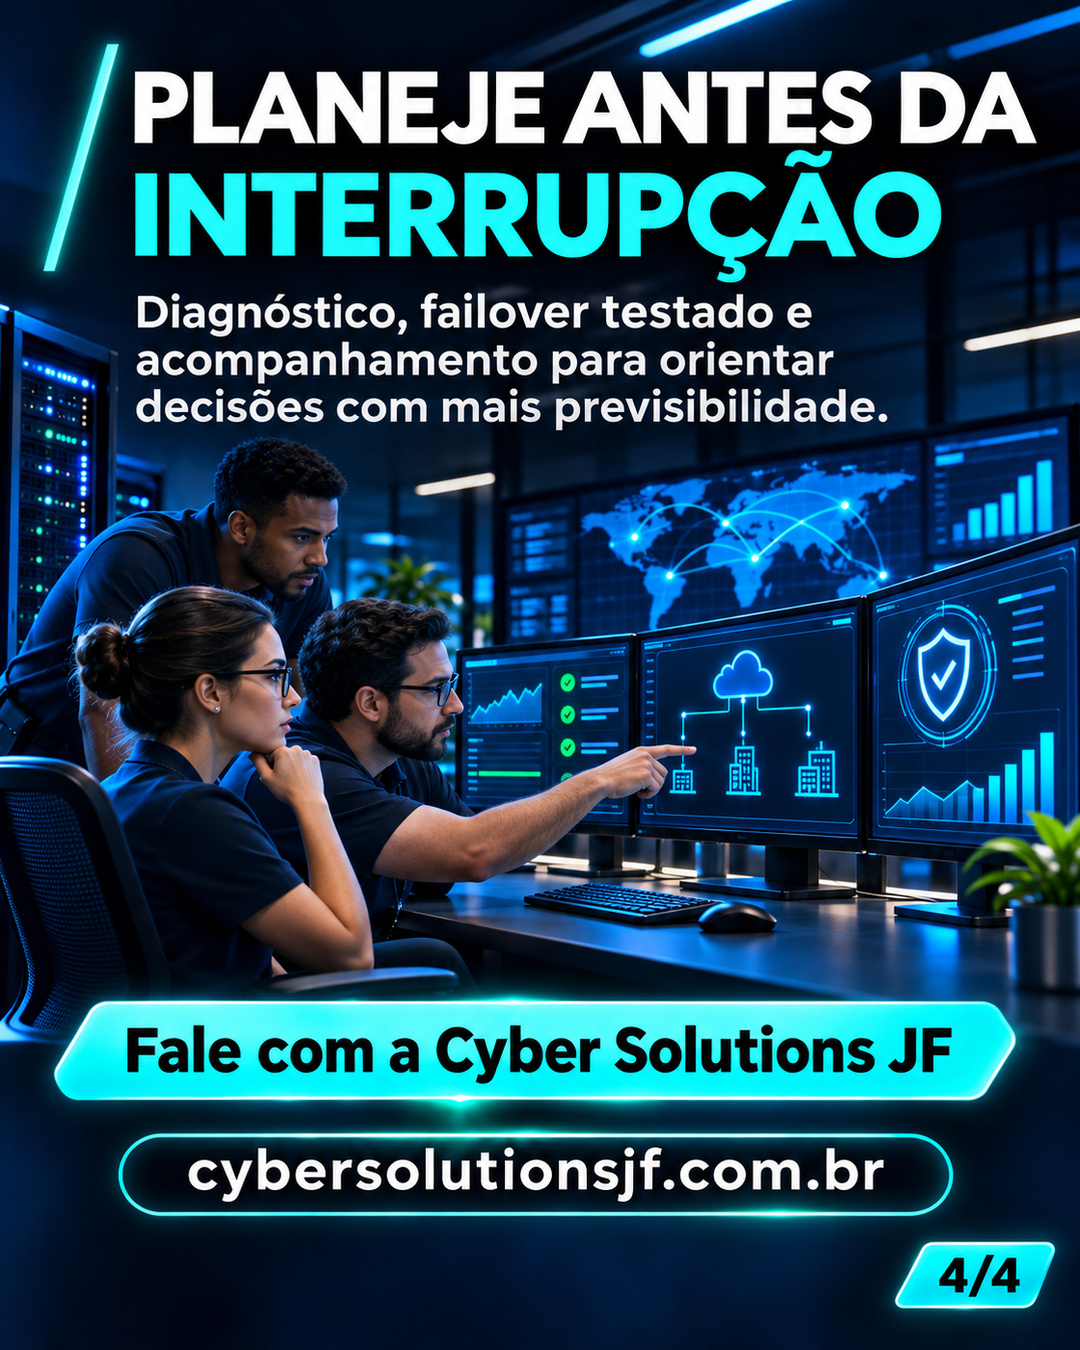 PLANEJE ANTES DA
INTERRUPÇÃO
Diagnóstico, failover testado e
acompanhamento para orientar
decisões com mais previsibilidade.
Fale com a Cyber Solutions JF
cybersolutionsjf.com.br
4/4